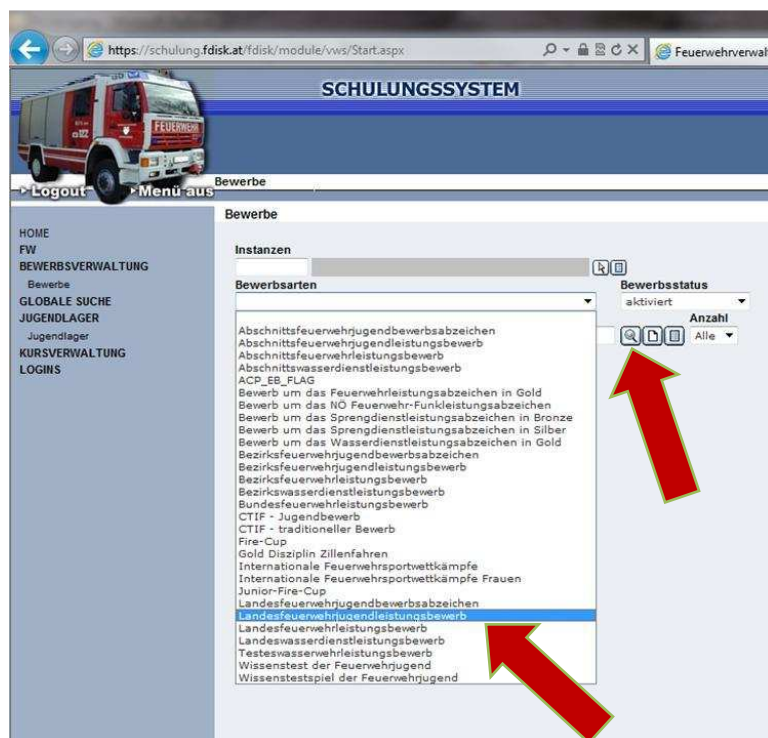 https://schulung.fdisk.at/fdisk/module/vws/Start.aspx
Feuerwehrverwal
SCHULUNGSSYSTEM
FEUERWEHR
122
Logout
Menü aus
Bewerbe
Bewerbe
HOME
FW
BEWERBSVERWALTUNG
Bewerbe
GLOBALE SUCHE
JUGENDLAGER
Jugendlager
KURSVERWALTUNG
LOGINS
Instanzen
Bewerbsarten
Bewerbsstatus
aktiviert
Anzahl
Alle
Abschnittsfeuerwehrjugendbewerbsabzeichen
Abschnittsfeuerwehrjugendleistungsbewerb
Abschnittsfeuerwehrleistungsbewerb
Abschnittswasserdienstleistungsbewerb
ACP_EB_FLAG
Bewerb um das Feuerwehrleistungsabzeichen in Gold
Bewerb um das NÖ Feuerwehr-Funkleistungsabzeichen
Bewerb um das Sprengdienstleistungsabzeichen in Bronze
Bewerb um das Sprengdienstleistungsabzeichen in Silber
Bewerb um das Wasserdienstleistungsabzeichen in Gold
Bezirksfeuerwehrjugendbewerbsabzeichen
Bezirksfeuerwehrjugendleistungsbewerb
Bezirksfeuerwehrleistungsbewerb
Bezirkswasserdienstleistungsbewerb
Bundesfeuerwehrleistungsbewerb
CTIF - Jugendbewerb
CTIF - traditioneller Bewerb
Fire-Cup
Gold Disziplin Zillenfahren
Internationale Feuerwehrsportwettkämpfe
Internationale Feuerwehrsportwettkämpfe Frauen
Junior-Fire-Cup
Landesfeuerwehrjugendbewerbsabzeichen
Landesfeuerwehrjugendleistungsbewerb
Landesfeuerwehrleistungsbewerb
Landeswasserdienstleistungsbewerb
Testeswasserwehrleistungsbewerb
Wissenstest der Feuerwehrjugend
Wissenstestspiel der Feuerwehrjugend